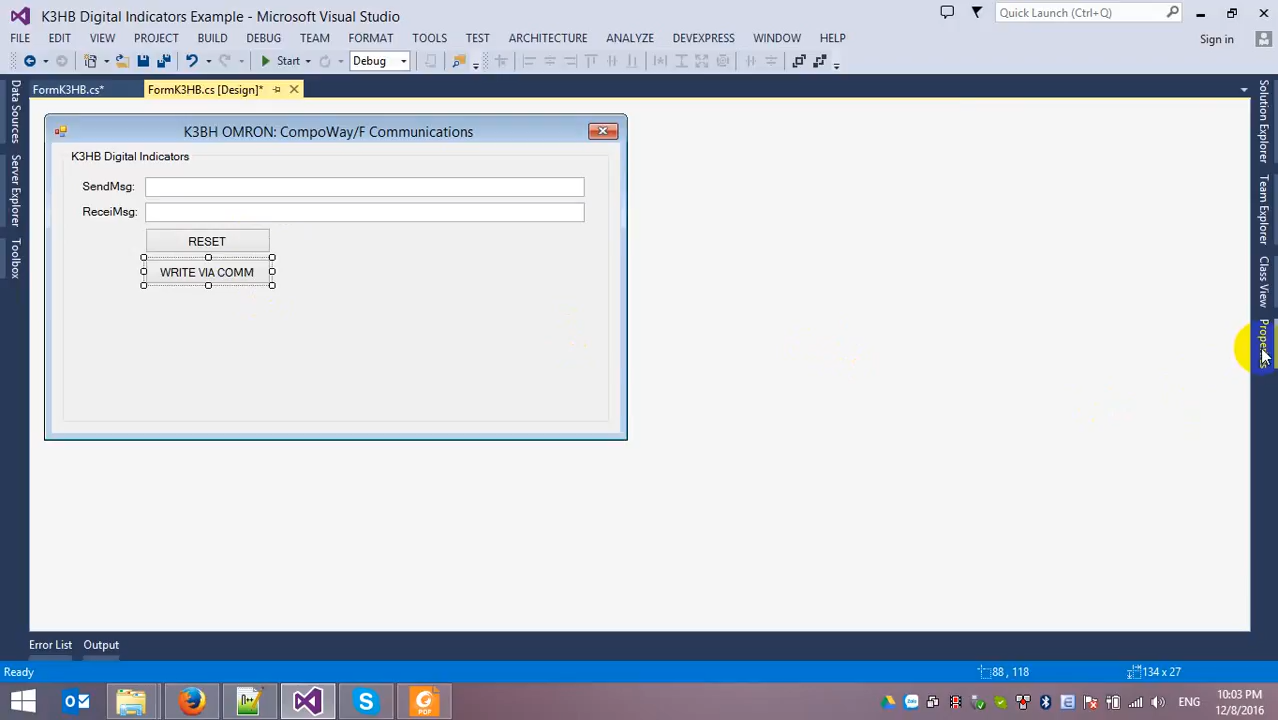 K3HB Digital Indicators Example - Microsoft Visual Studio
Quick Launch (Ctrl+Q)
FILE EDIT VIEW PROJECT BUILD DEBUG TEAM FORMAT TOOLS TEST ARCHITECTURE ANALYZE DEVEXPRESS WINDOW HELP
Sign in
Start Debug
FormK3HB.cs* FormK3HB.cs [Design]*
Data Sources
Server Explorer
Toolbox
K3BH OMRON: CompoWay/F Communications
K3HB Digital Indicators
SendMsg:
ReceiMsg:
RESET
WRITE VIA COMM
Solution Explorer
Team Explorer
Class View
Error List Output
Ready 88 , 118 134 x 27
PDF
ENG
10:03 PM
12/8/2016